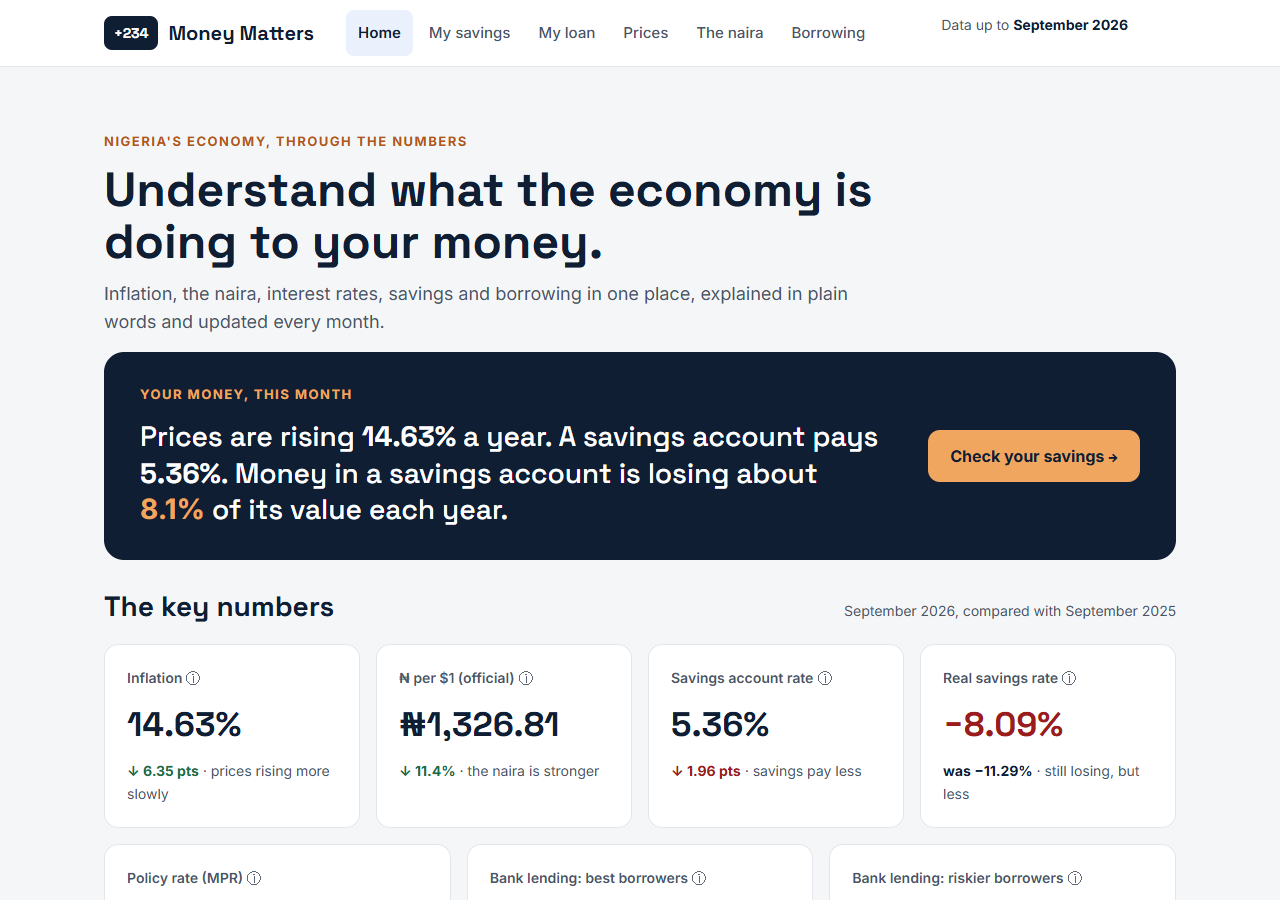 +234 Money Matters Home My savings My loan Prices The naira Borrowing Data up to September 2026
NIGERIA'S ECONOMY, THROUGH THE NUMBERS
Understand what the economy is
doing to your money.
Inflation, the naira, interest rates, savings and borrowing in one place, explained in plain
words and updated every month.
YOUR MONEY, THIS MONTH
Prices are rising 14.63% a year. A savings account pays
5.36%. Money in a savings account is losing about
8.1% of its value each year.
Check your savings →
The key numbers
September 2026, compared with September 2025
Inflation ⓘ
14.63%
↓ 6.35 pts · prices rising more
slowly
₦ per $1 (official) ⓘ
₦1,326.81
↓ 11.4% · the naira is stronger
Savings account rate ⓘ
5.36%
↓ 1.96 pts · savings pay less
Real savings rate ⓘ
−8.09%
was −11.29% · still losing, but
less
Policy rate (MPR) ⓘ
Bank lending: best borrowers ⓘ
Bank lending: riskier borrowers ⓘ